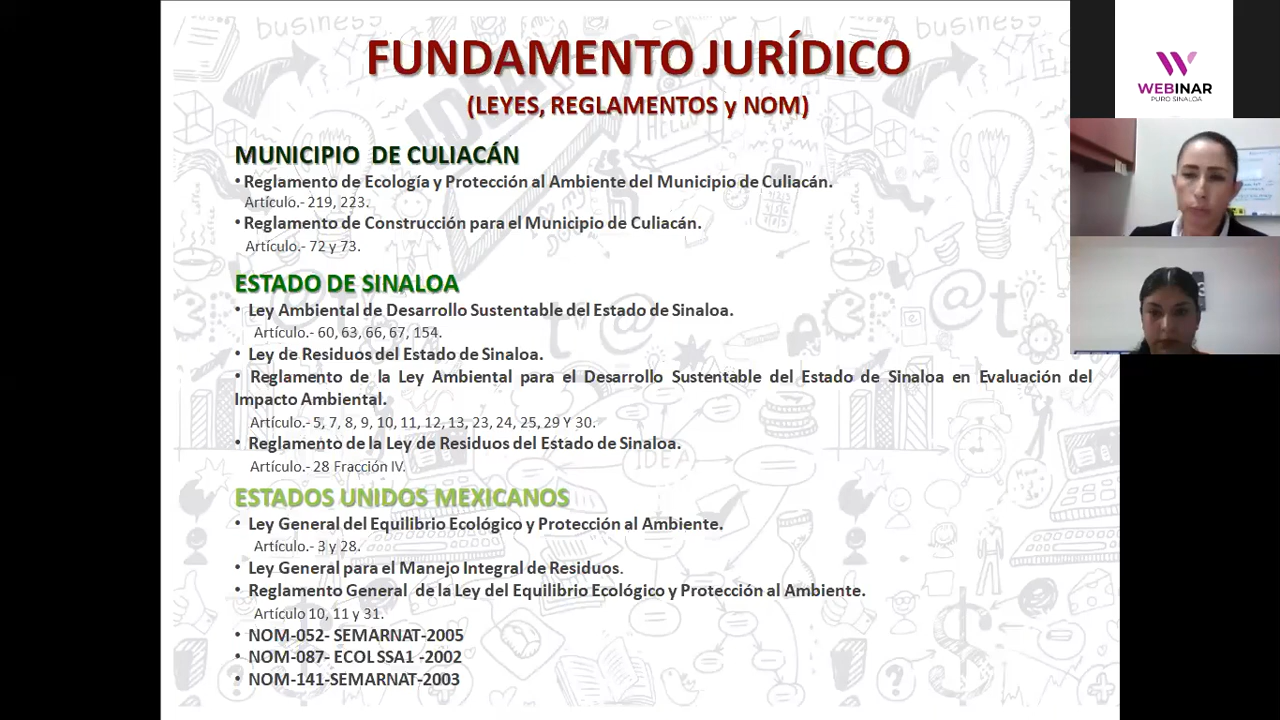 FUNDAMENTO JURÍDICO
(LEYES, REGLAMENTOS y NOM)
MUNICIPIO DE CULIACÁN
• Reglamento de Ecología y Protección al Ambiente del Municipio de Culiacán.
Artículo.- 219, 223.
• Reglamento de Construcción para el Municipio de Culiacán.
Artículo.- 72 y 73.
ESTADO DE SINALOA
• Ley Ambiental de Desarrollo Sustentable del Estado de Sinaloa.
Artículo.- 60, 63, 66, 67, 154.
• Ley de Residuos del Estado de Sinaloa.
• Reglamento de la Ley Ambiental para el Desarrollo Sustentable del Estado de Sinaloa en Evaluación del
Impacto Ambiental.
Artículo.- 5, 7, 8, 9, 10, 11, 12, 13, 23, 24, 25, 29 Y 30.
• Reglamento de la Ley de Residuos del Estado de Sinaloa.
Artículo.- 28 Fracción IV.
ESTADOS UNIDOS MEXICANOS
• Ley General del Equilibrio Ecológico y Protección al Ambiente.
Artículo.- 3 y 28.
• Ley General para el Manejo Integral de Residuos.
• Reglamento General de la Ley del Equilibrio Ecológico y Protección al Ambiente.
Artículo 10, 11 y 31.
• NOM-052- SEMARNAT-2005
• NOM-087- ECOL SSA1 -2002
• NOM-141-SEMARNAT-2003
WEBINAR
PURO SINALOA
business
business
IDEA
HELLO
IDEA